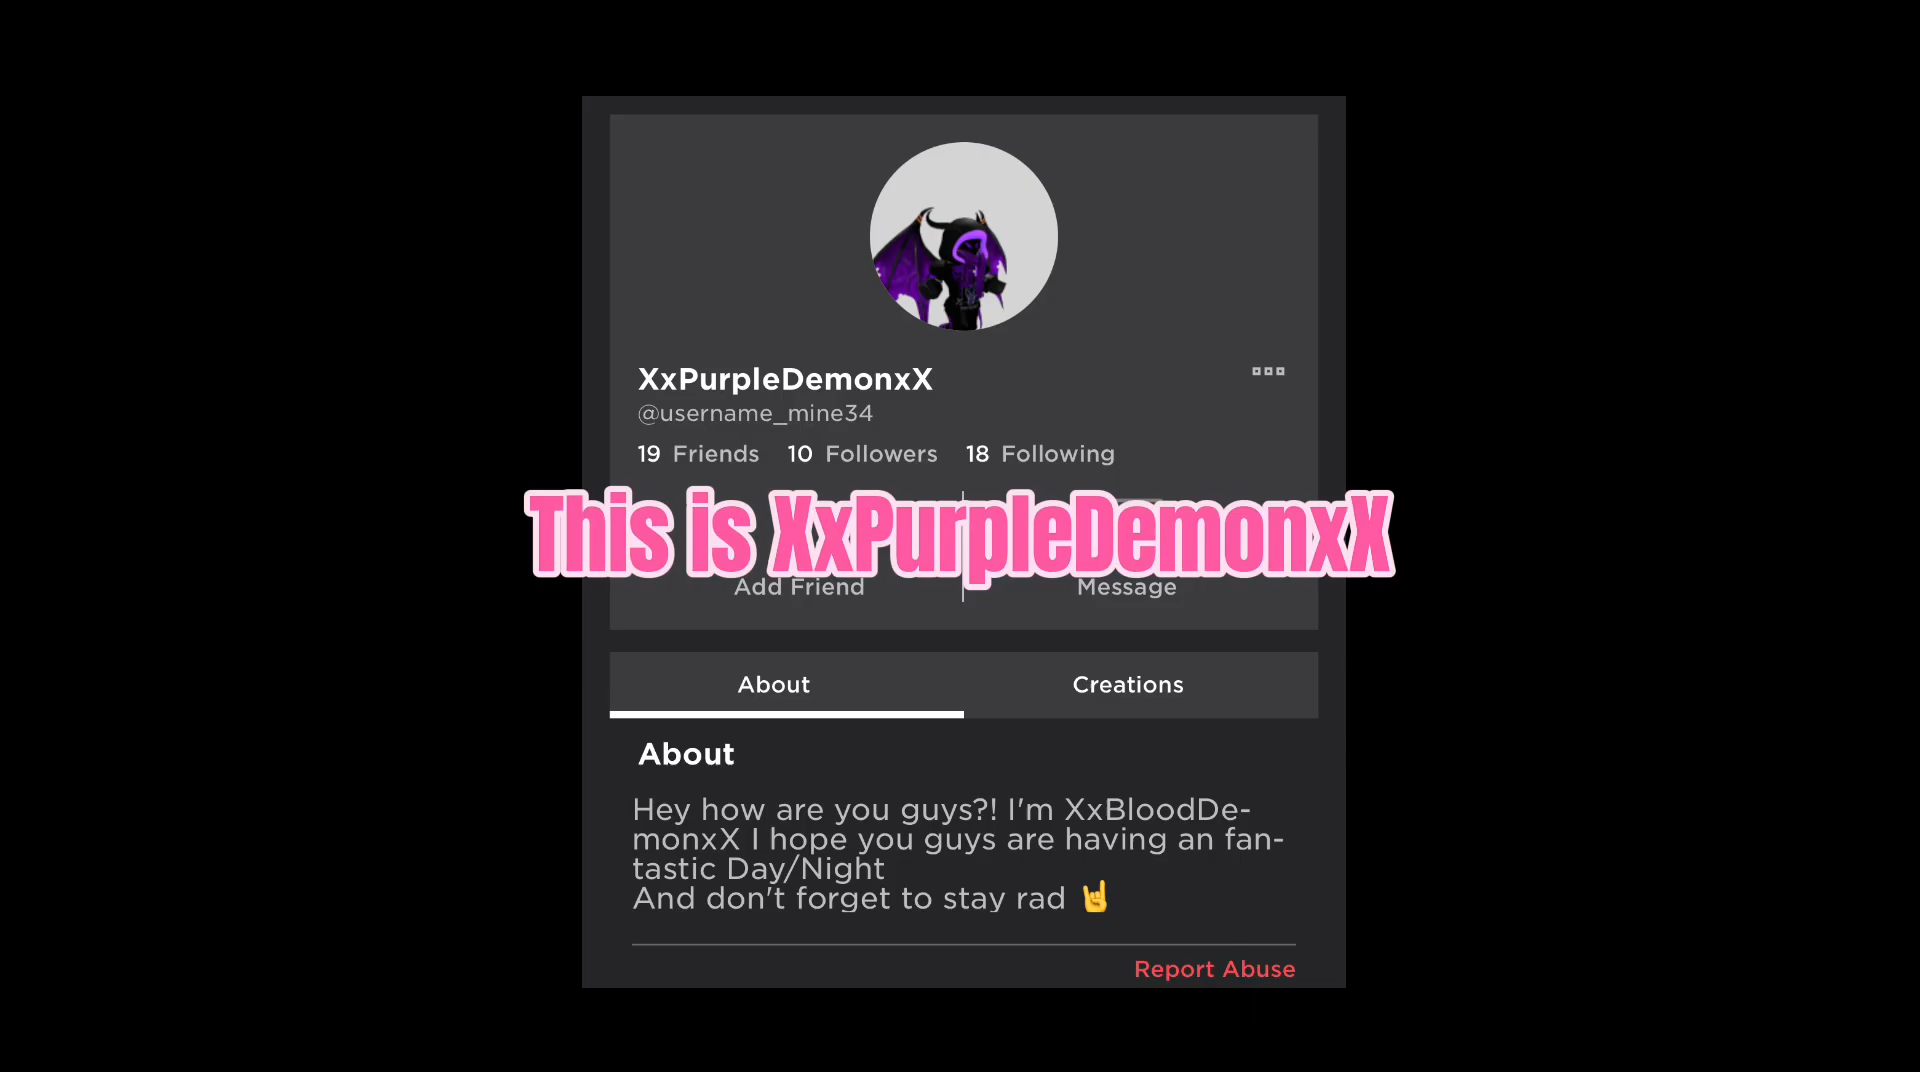 XxPurpleDemonxX
@username_mine34
19 Friends 10 Followers 18 Following
This is XxPurpleDemonxX
Add Friend Message
About Creations
About
Hey how are you guys?! I'm XxBloodDe-
monxX I hope you guys are having an fan-
tastic Day/Night
And don't forget to stay rad 🤘
Report Abuse